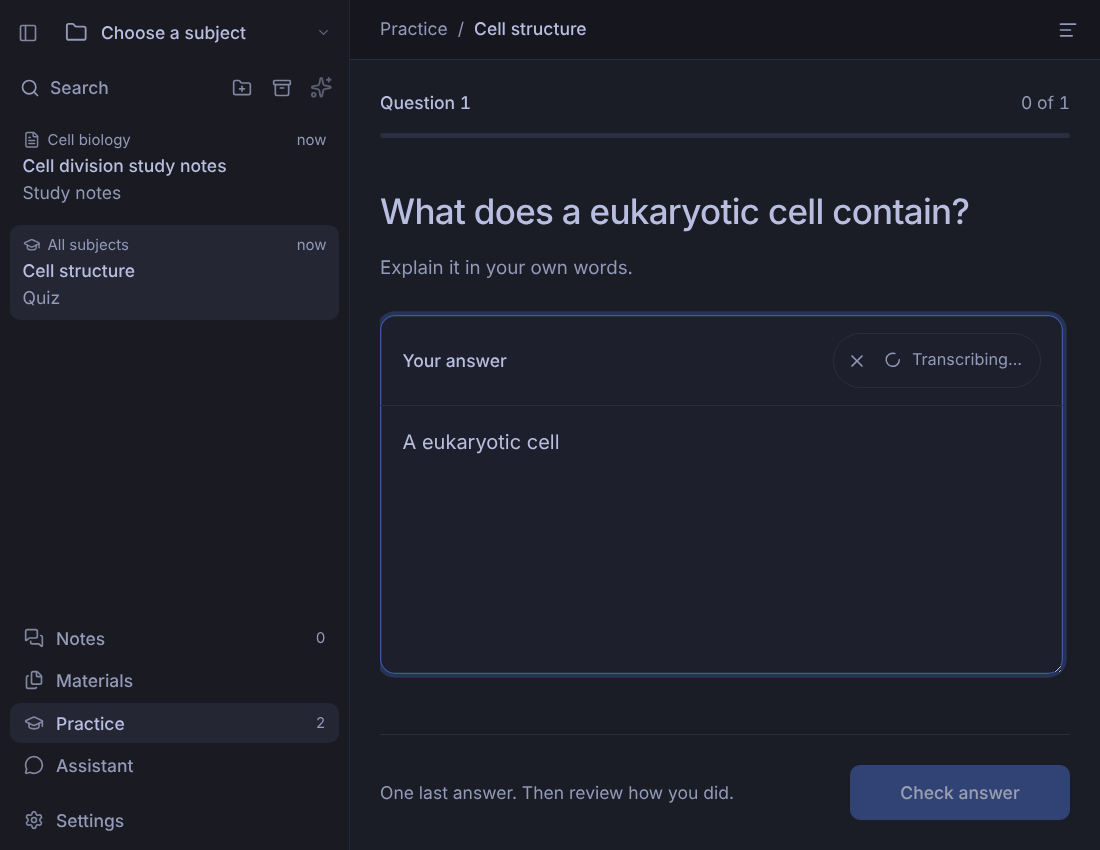 Choose a subject
Search
Cell biology now
Cell division study notes
Study notes
All subjects now
Cell structure
Quiz
Notes 0
Materials
Practice 2
Assistant
Settings
Practice / Cell structure
Question 1 0 of 1
What does a eukaryotic cell contain?
Explain it in your own words.
Your answer Transcribing...
A eukaryotic cell
One last answer. Then review how you did. Check answer